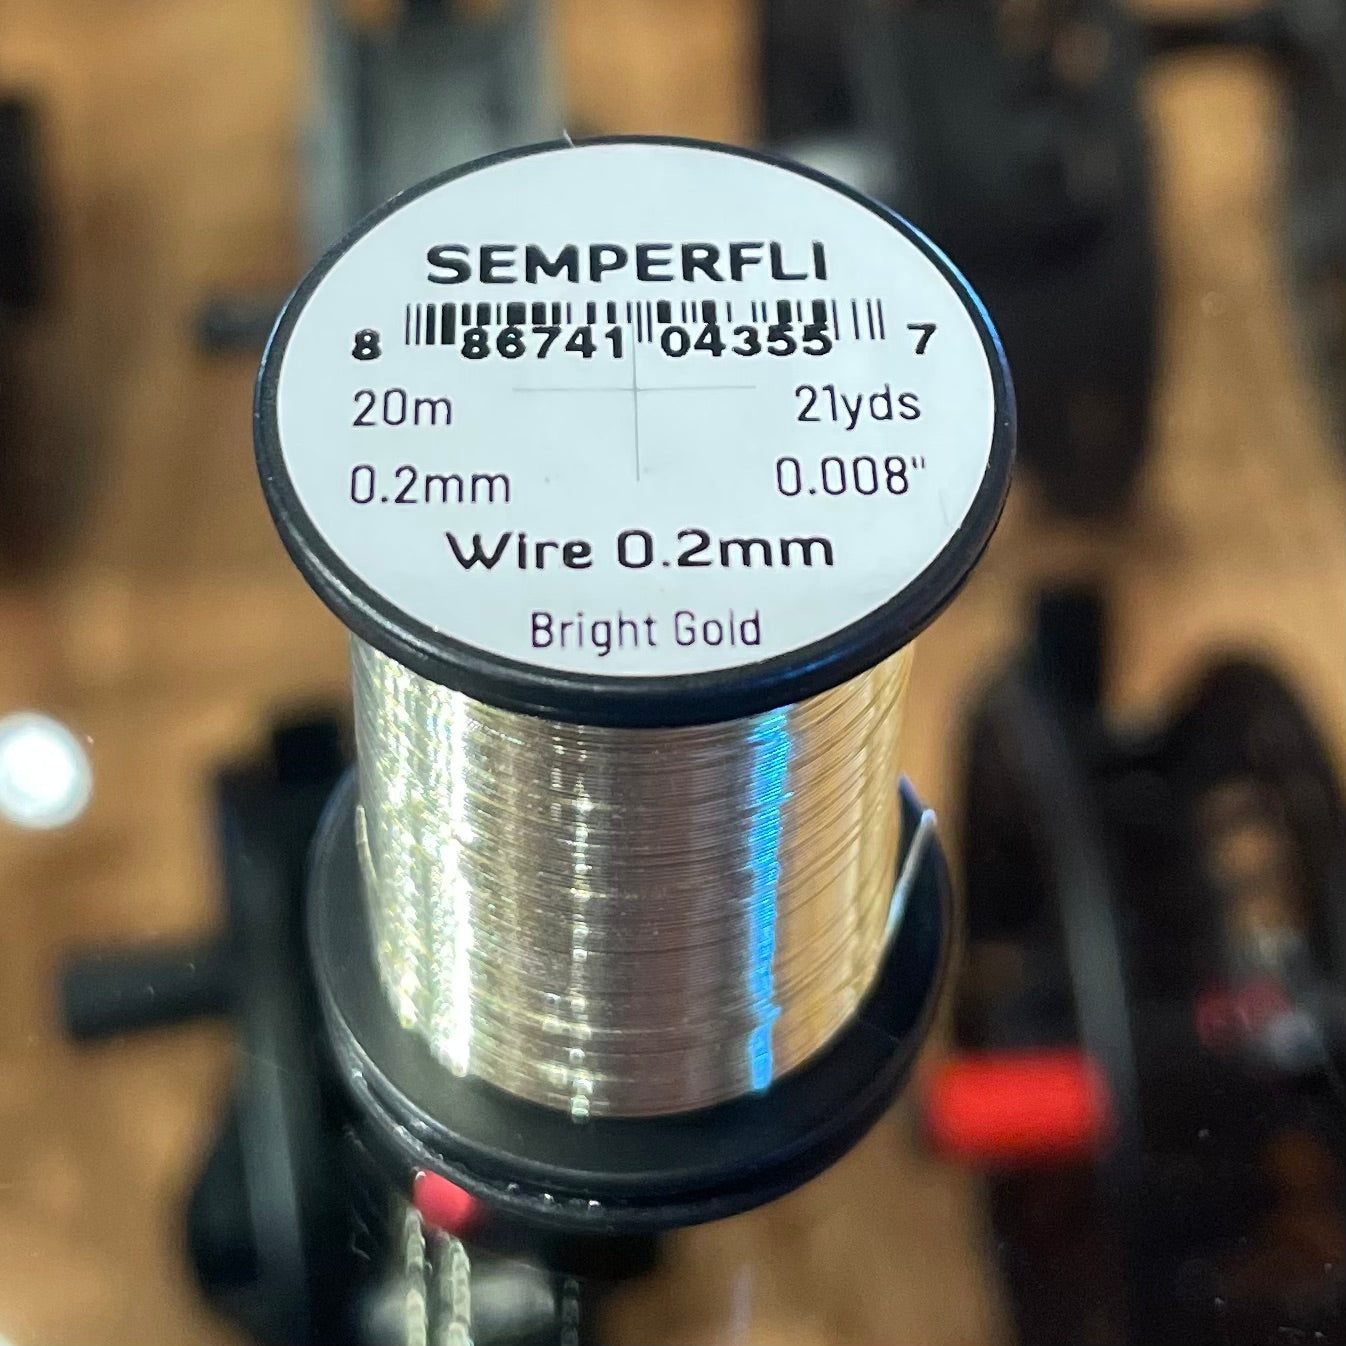 SEMPERFLI
8 86741 04355 7
20m 21yds
0.2mm 0.008"
Wire 0.2mm
Bright Gold